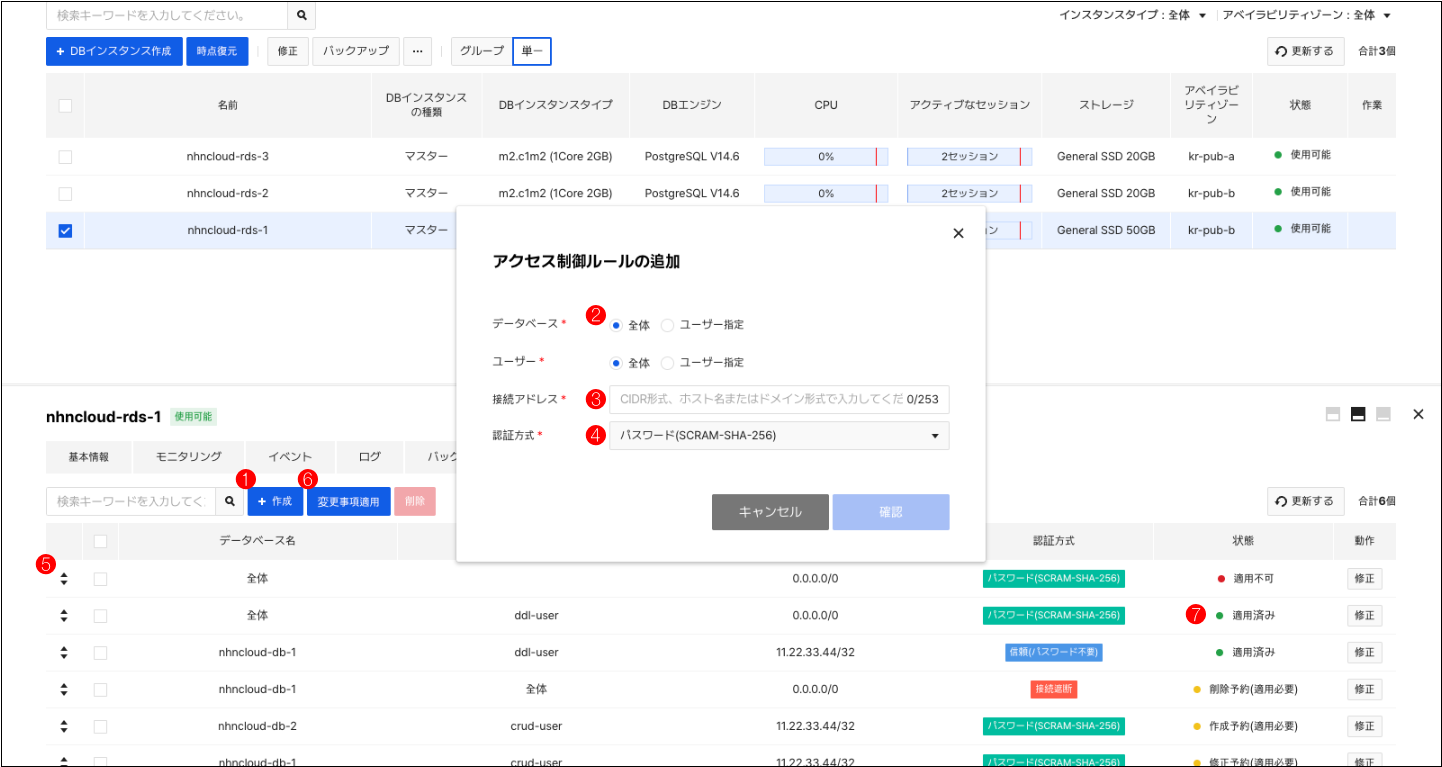 検索キーワードを入力してください。
インスタンスタイプ : 全体 アベイラビリティゾーン : 全体
+ DBインスタンス作成 時点復元 修正 バックアップ ... グループ 単一 更新する 合計3個
名前 DBインスタンスの種類 DBインスタンスタイプ DBエンジン CPU アクティブなセッション ストレージ アベイラビリティゾーン 状態 作業
nhncloud-rds-3 マスター m2.c1m2 (1Core 2GB) PostgreSQL V14.6 0% 2セッション General SSD 20GB kr-pub-a 使用可能
nhncloud-rds-2 マスター m2.c1m2 (1Core 2GB) PostgreSQL V14.6 0% 2セッション General SSD 20GB kr-pub-b 使用可能
nhncloud-rds-1 マスター ン General SSD 50GB kr-pub-b 使用可能
アクセス制御ルールの追加
データベース * 2 全体 ユーザー指定
ユーザー * 全体 ユーザー指定
接続アドレス * 3 CIDR形式、ホスト名またはドメイン形式で入力してくだ 0/253
認証方式 * 4 パスワード(SCRAM-SHA-256)
キャンセル 確認
nhncloud-rds-1 使用可能
基本情報 モニタリング イベント ログ バック
1 6
検索キーワードを入力してく + 作成 変更事項適用 削除 更新する 合計6個
データベース名 認証方式 状態 動作
5 全体 0.0.0.0/0 パスワード(SCRAM-SHA-256) 適用不可 修正
全体 ddl-user 0.0.0.0/0 パスワード(SCRAM-SHA-256) 7 適用済み 修正
nhncloud-db-1 ddl-user 11.22.33.44/32 信頼(パスワード不要) 適用済み 修正
nhncloud-db-1 全体 0.0.0.0/0 接続遮断 削除予約(適用必要) 修正
nhncloud-db-2 crud-user 11.22.33.44/32 パスワード(SCRAM-SHA-256) 作成予約(適用必要) 修正
nhncloud-db-1 crud-user 11.22.33.44/32 パスワード(SCRAM-SHA-256) 修正予約(適用必要) 修正